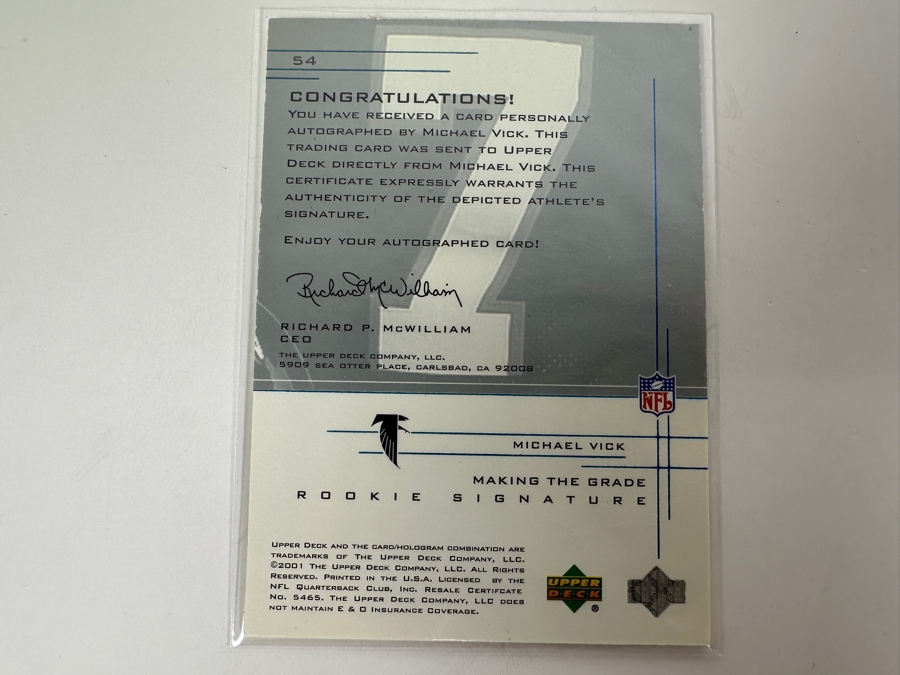 54
CONGRATULATIONS!
YOU HAVE RECEIVED A CARD PERSONALLY
AUTOGRAPHED BY MICHAEL VICK. THIS
TRADING CARD WAS SENT TO UPPER
DECK DIRECTLY FROM MICHAEL VICK. THIS
CERTIFICATE EXPRESSLY WARRANTS THE
AUTHENTICITY OF THE DEPICTED ATHLETE'S
SIGNATURE.
ENJOY YOUR AUTOGRAPHED CARD!
Richard McWilliam
RICHARD P. McWILLIAM
CEO
THE UPPER DECK COMPANY, LLC.
5909 SEA OTTER PLACE, CARLSBAD, CA 92008
7
NFL
MICHAEL VICK
MAKING THE GRADE
ROOKIE SIGNATURE
UPPER DECK AND THE CARD/HOLOGRAM COMBINATION ARE
TRADEMARKS OF THE UPPER DECK COMPANY, LLC.
©2001 THE UPPER DECK COMPANY, LLC. ALL RIGHTS
RESERVED. PRINTED IN THE U.S.A. LICENSED BY THE
NFL QUARTERBACK CLUB, INC. RESALE CERTIFICATE
NO. 5465. THE UPPER DECK COMPANY, LLC DOES
NOT MAINTAIN E & O INSURANCE COVERAGE.
UPPER
DECK
®